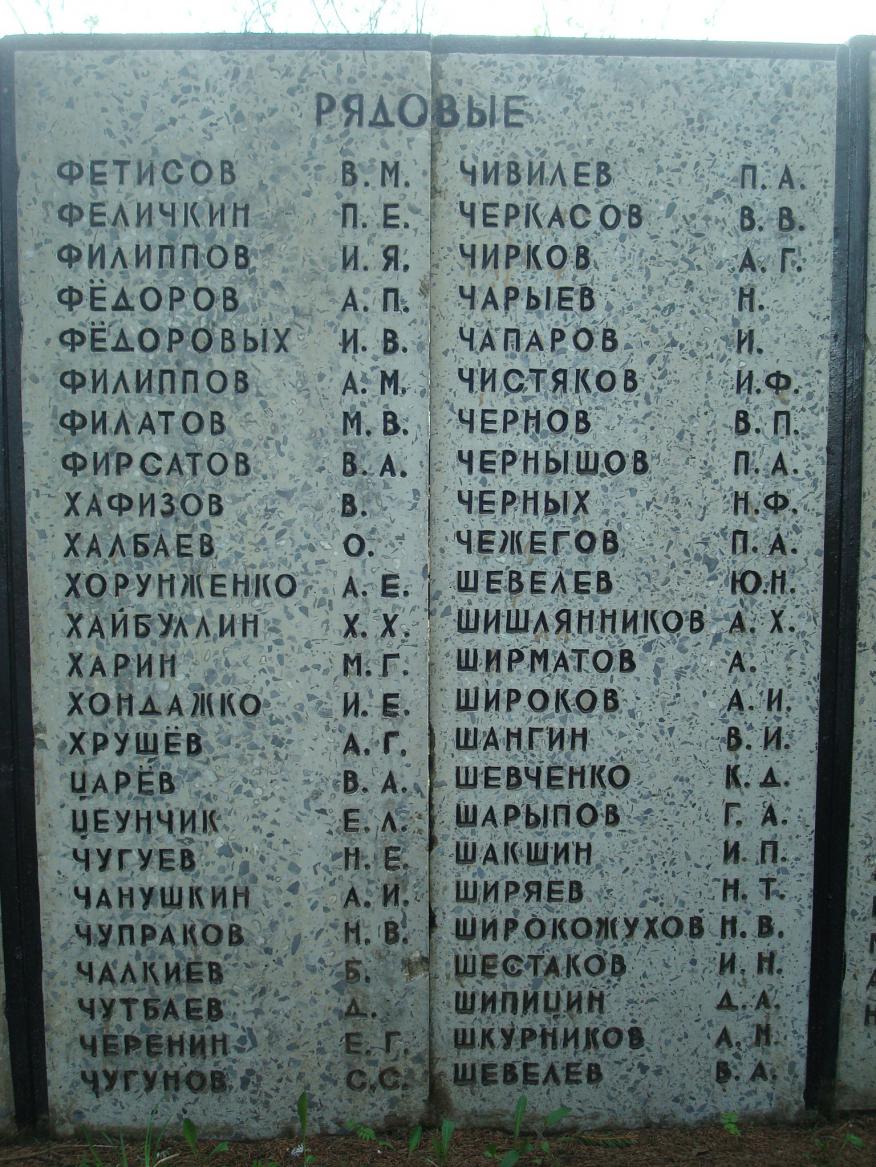 РЯДОВЫЕ
ФЕТИСОВ В. М.
ФЕЛИЧКИН П. Е.
ФИЛИППОВ И. Я.
ФЁДОРОВ А. П.
ФЁДОРОВЫХ И. В.
ФИЛИППОВ А. М.
ФИЛАТОВ М. В.
ФИРСАТОВ В. А.
ХАФИЗОВ В.
ХАЛБАЕВ О.
ХОРУНЖЕНКО А. Е.
ХАЙБУЛЛИН Х. Х.
ХАРИН М. Г.
ХОНДАЖКО И. Е.
ХРУЩЁВ А. Г.
ЦАРЁВ В. А.
ЦЕУНЧИК Е. Л.
ЧУГУЕВ Н. Е.
ЧАНУШКИН А. И.
ЧУПРАКОВ Н. В.
ЧАЛКИЕВ Б.
ЧУТБАЕВ Д.
ЧЕРЕНИН Е. Г.
ЧУГУНОВ С.С.
ЧИВИЛЕВ П. А.
ЧЕРКАСОВ В. В.
ЧИРКОВ А. Г.
ЧАРЫЕВ Н.
ЧАПАРОВ И.
ЧИСТЯКОВ И.Ф.
ЧЕРНОВ В. П.
ЧЕРНЫШОВ П. А.
ЧЕРНЫХ Н.Ф.
ЧЕЖЕГОВ П. А.
ШЕВЕЛЕВ Ю.Н.
ШИШЛЯННИКОВ А. Х.
ШИРМАТОВ А.
ШИРОКОВ А. И.
ШАНГИН В. И.
ШЕВЧЕНКО К. Д.
ШАРЫПОВ Г. А.
ШАКШИН И. П.
ШИРЯЕВ Н. Т.
ШИРОКОЖУХОВ Н. В.
ШЕСТАКОВ И. Н.
ШИПИЦИН Д. А.
ШКУРНИКОВ А. Н.
ШЕВЕЛЕВ В. А.